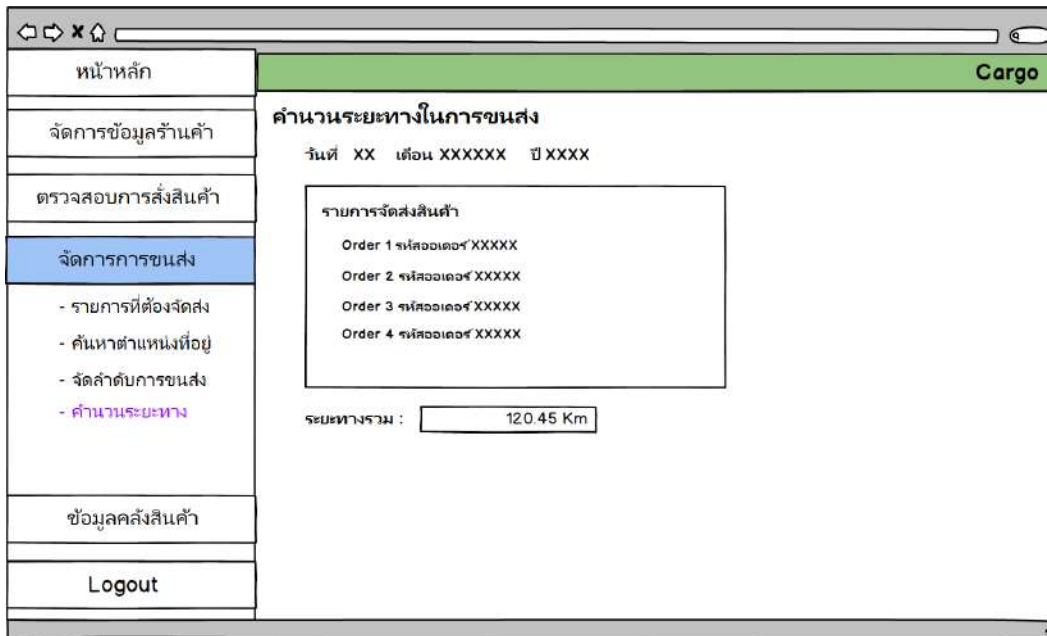 หน้าหลัก
Cargo
จัดการข้อมูลร้านค้า
ตรวจสอบการสั่งสินค้า
จัดการการขนส่ง
- รายการที่ต้องจัดส่ง
- ค้นหาตำแหน่งที่อยู่
- จัดลำดับการขนส่ง
- คำนวนระยะทาง
ข้อมูลคลังสินค้า
Logout
คำนวนระยะทางในการขนส่ง
วันที่ XX เดือน XXXXXX ปี XXXX
รายการจัดส่งสินค้า
Order 1 รหัสออเดอร์ XXXXX
Order 2 รหัสออเดอร์ XXXXX
Order 3 รหัสออเดอร์ XXXXX
Order 4 รหัสออเดอร์ XXXXX
ระยะทางรวม : 120.45 Km